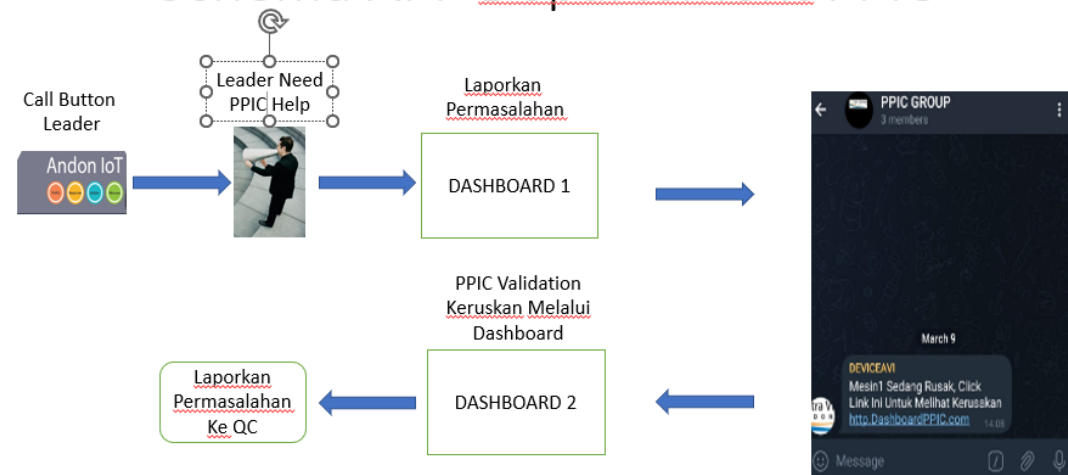 Call Button
Leader
Andon IoT
Leader Need
PPIC Help
Laporkan
Permasalahan
DASHBOARD 1
PPIC GROUP
3 members
March 9
DEVICEAVI
Mesin1 Sedang Rusak, Click
Link Ini Untuk Melihat Kerusakan
http.DashboardPPIC.com
14:08
Message
PPIC Validation
Keruskan Melalui
Dashboard
DASHBOARD 2
Laporkan
Permasalahan
Ke QC